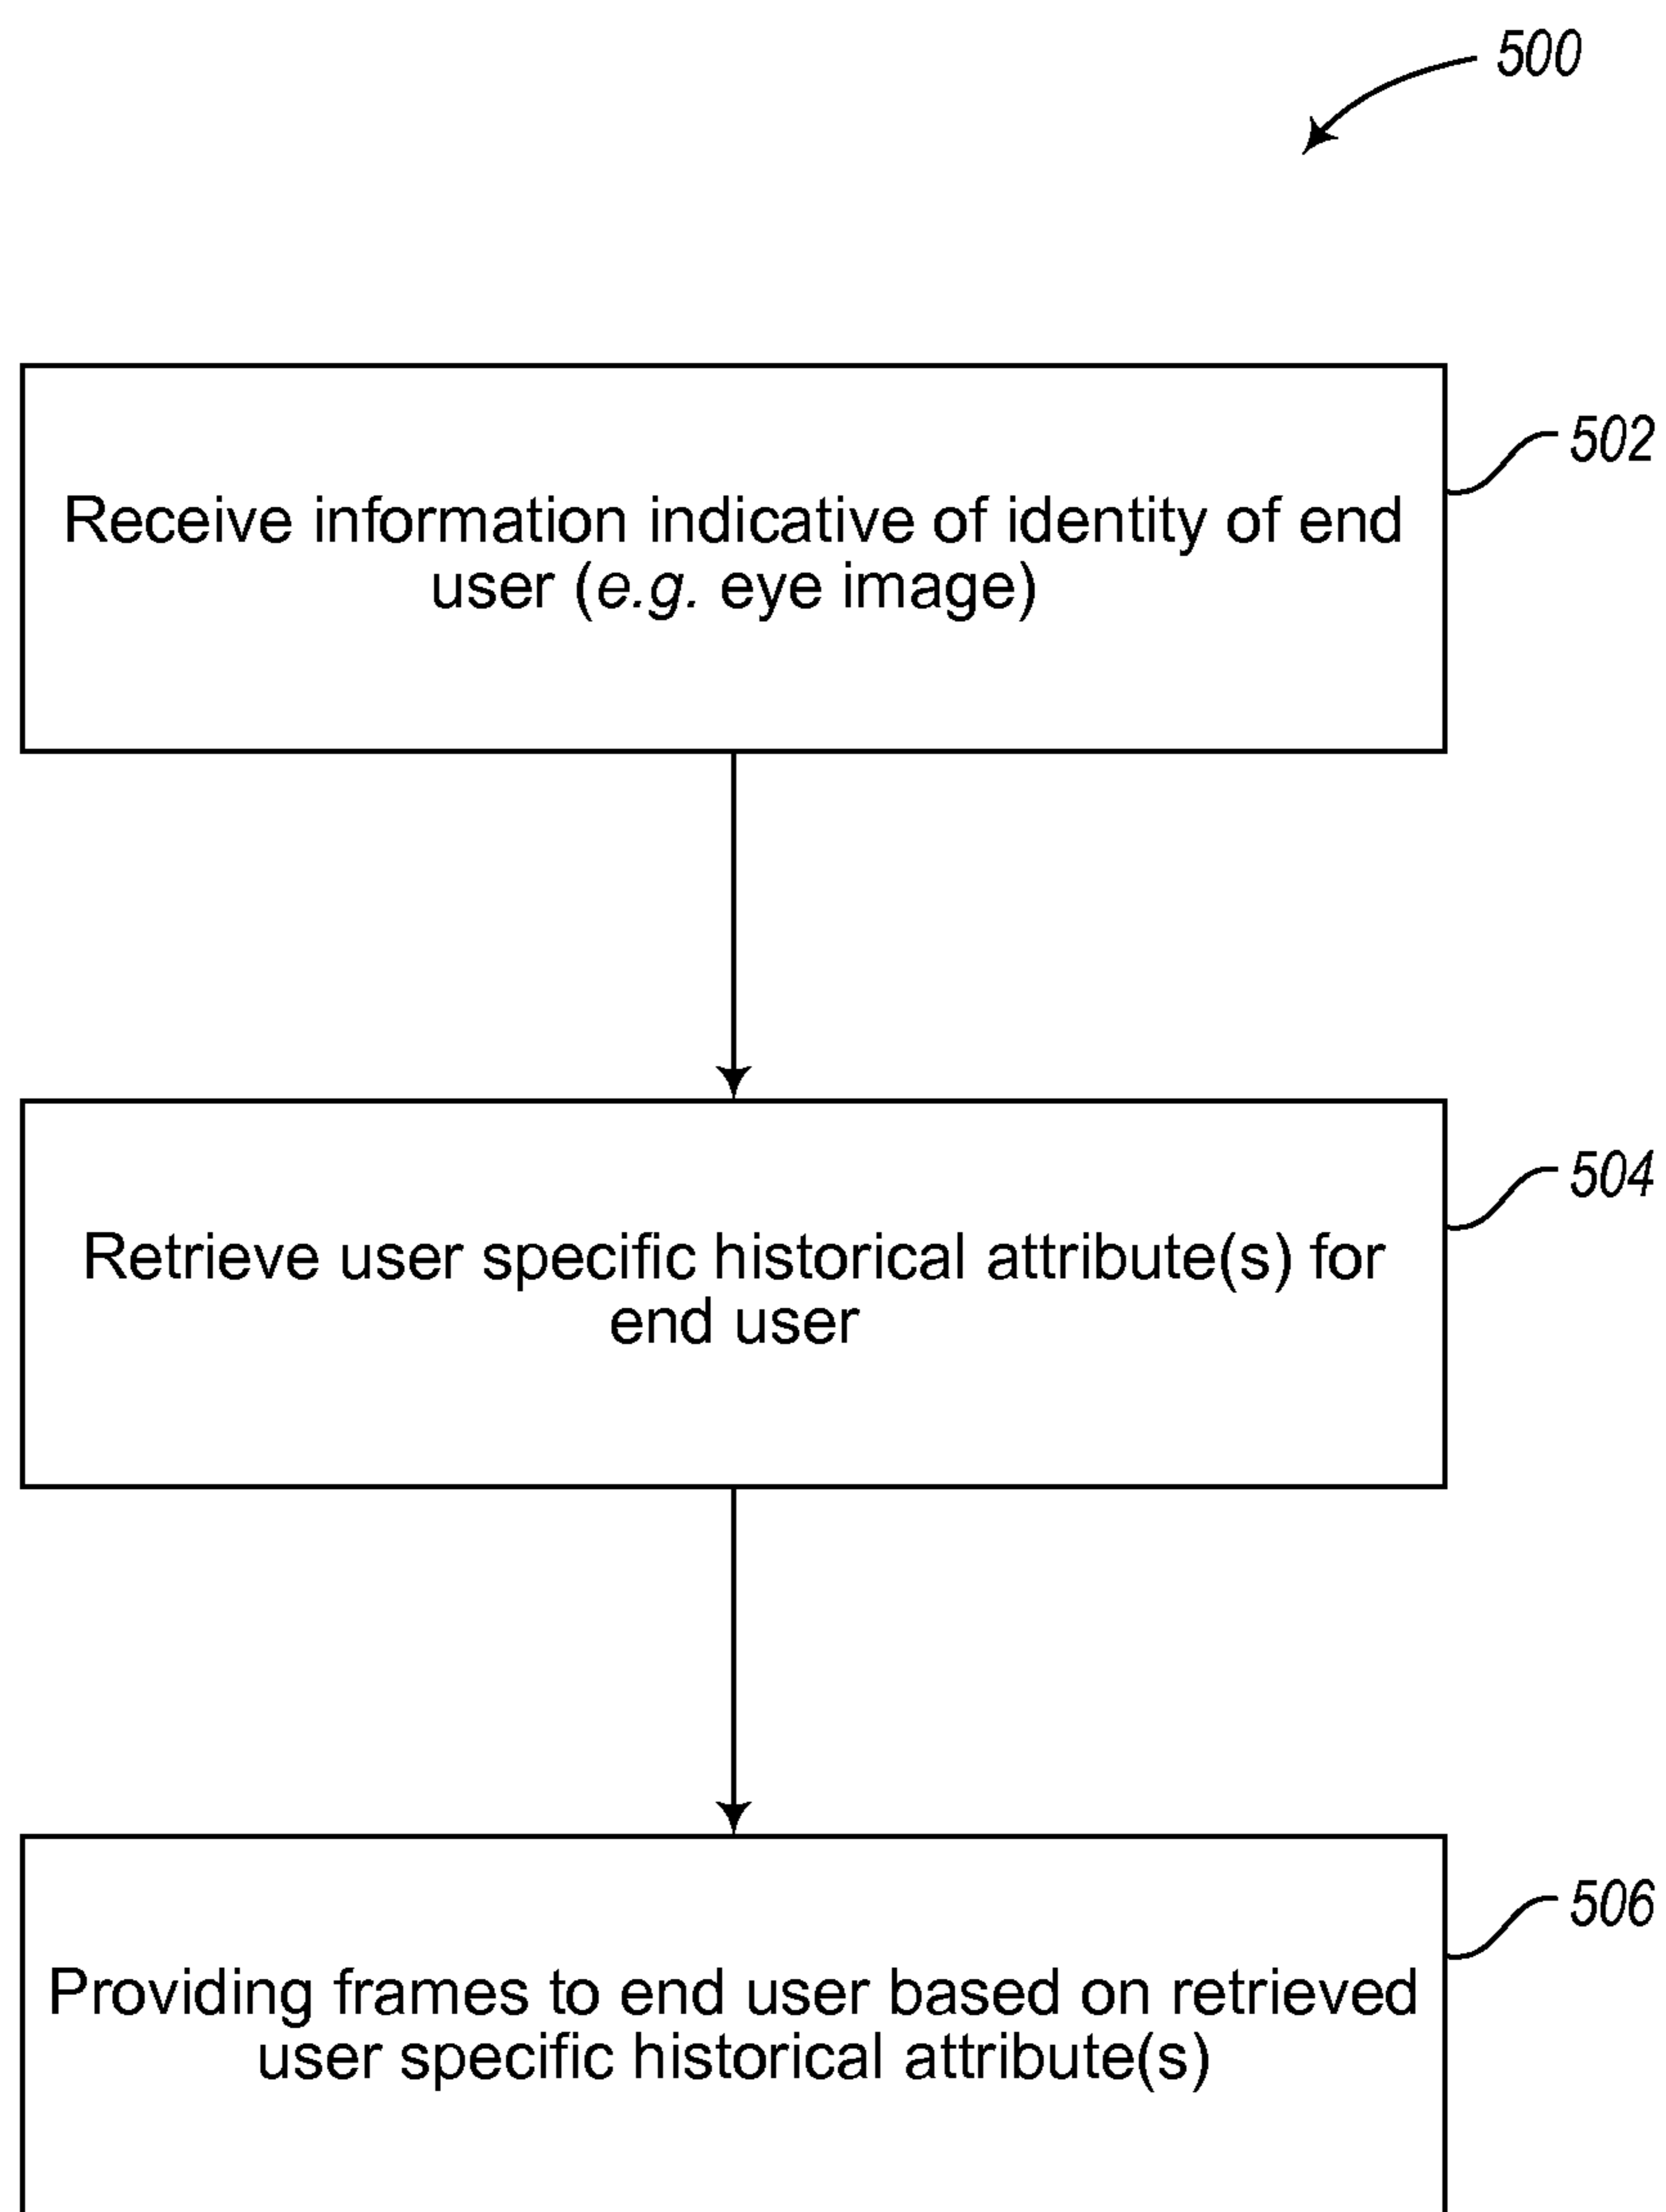 500
502
Receive information indicative of identity of end
user (e.g. eye image)
504
Retrieve user specific historical attribute(s) for
end user
506
Providing frames to end user based on retrieved
user specific historical attribute(s)